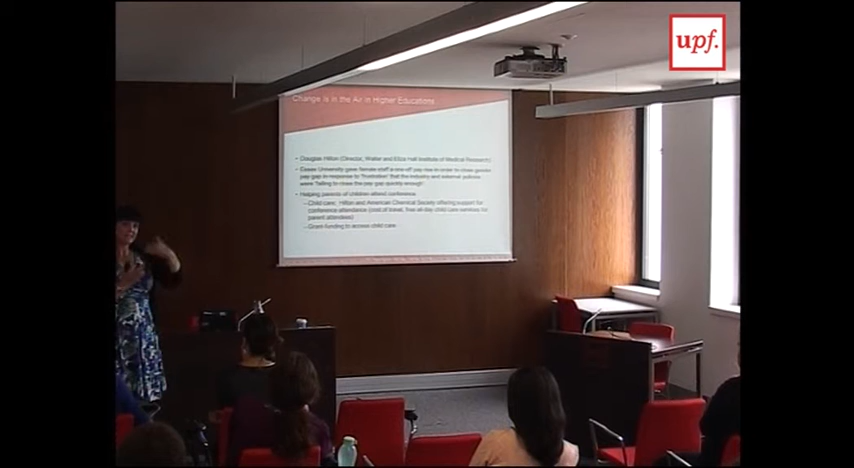 upf.
Change is in the Air in Higher Educations
• Douglas Hilton (Director, Walter and Eliza Hall Institute of Medical Research)
• Essex University gave female staff a one off pay rise in order to close gender
pay gap in response to "frustration" that the industry and external policies
were "failing to close the pay gap quickly enough"
• Helping parents of children attend conference
–Child care; Hilton and American Chemical Society offering support for
conference attendance (cost of travel, free all-day child care services for
parent attendees)
–Grant funding to access child care